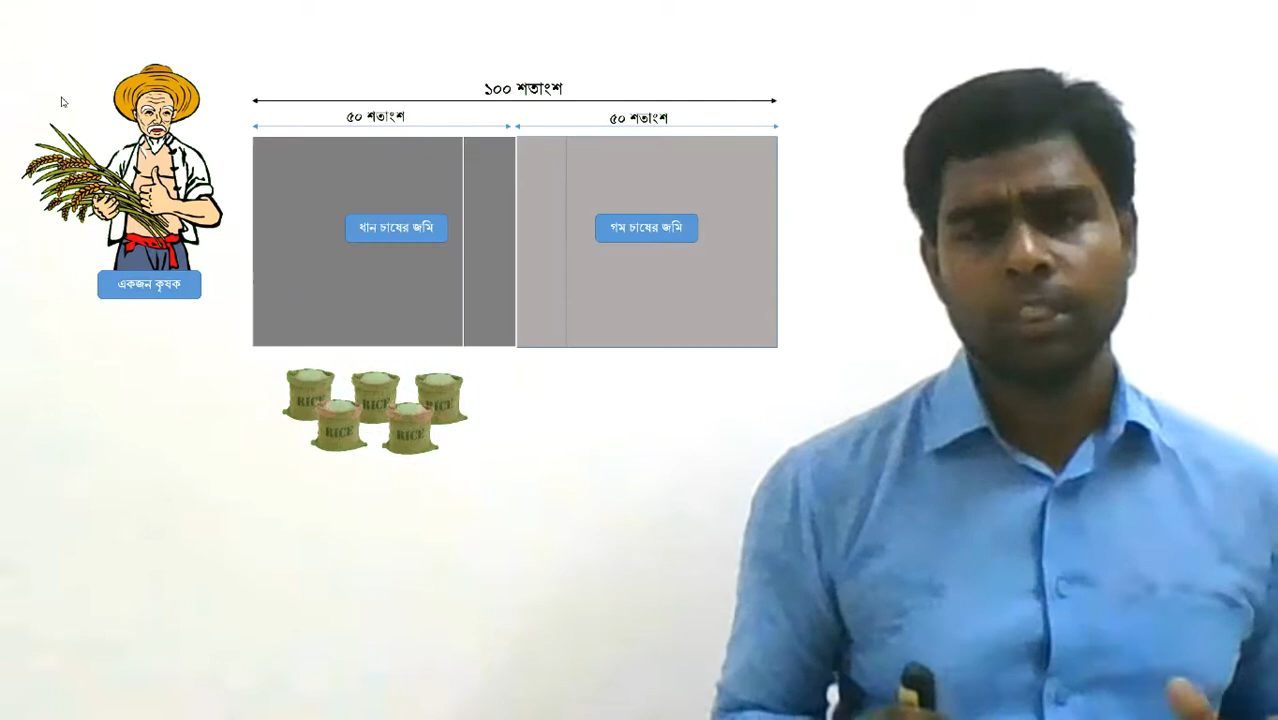 ১০০ শতাংশ
৫০ শতাংশ
৫০ শতাংশ
ধান চাষের জমি
গম চাষের জমি
একজন কৃষক
RICE
RICE
RICE
RICE
RICE